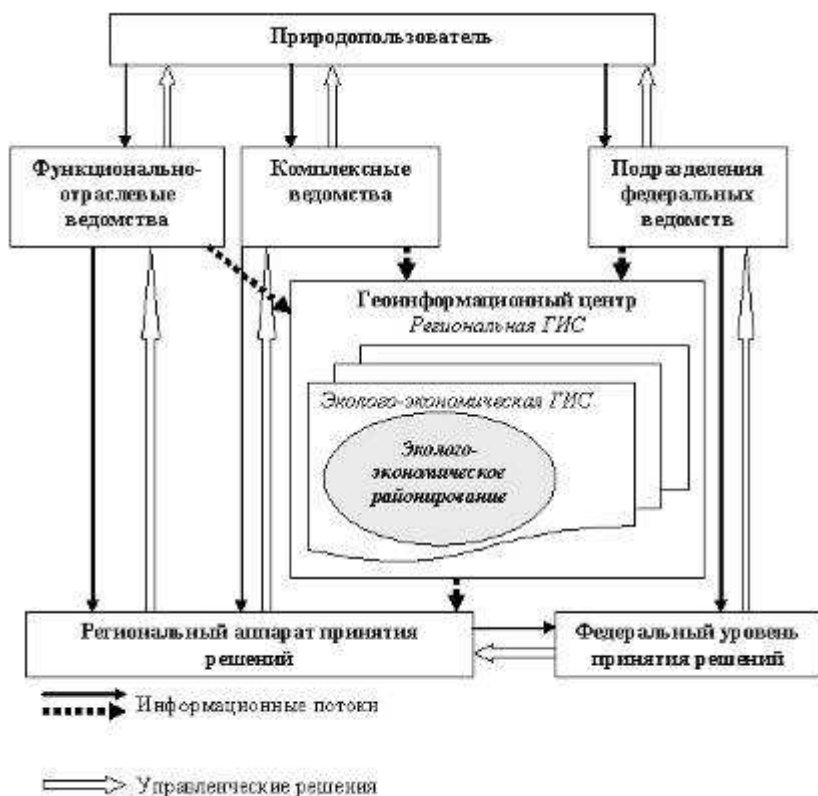 Природопользователь
Функционально-
отраслевые
ведомства
Комплексные
ведомства
Подразделения
федеральных
ведомств
Геоинформационный центр
Региональная ГИС
Эколого-экономическая ГИС
Эколого-
экономическое
районирование
Региональный аппарат принятия
решений
Федеральный уровень
принятия решений
Информационные потоки
Управленческие решения